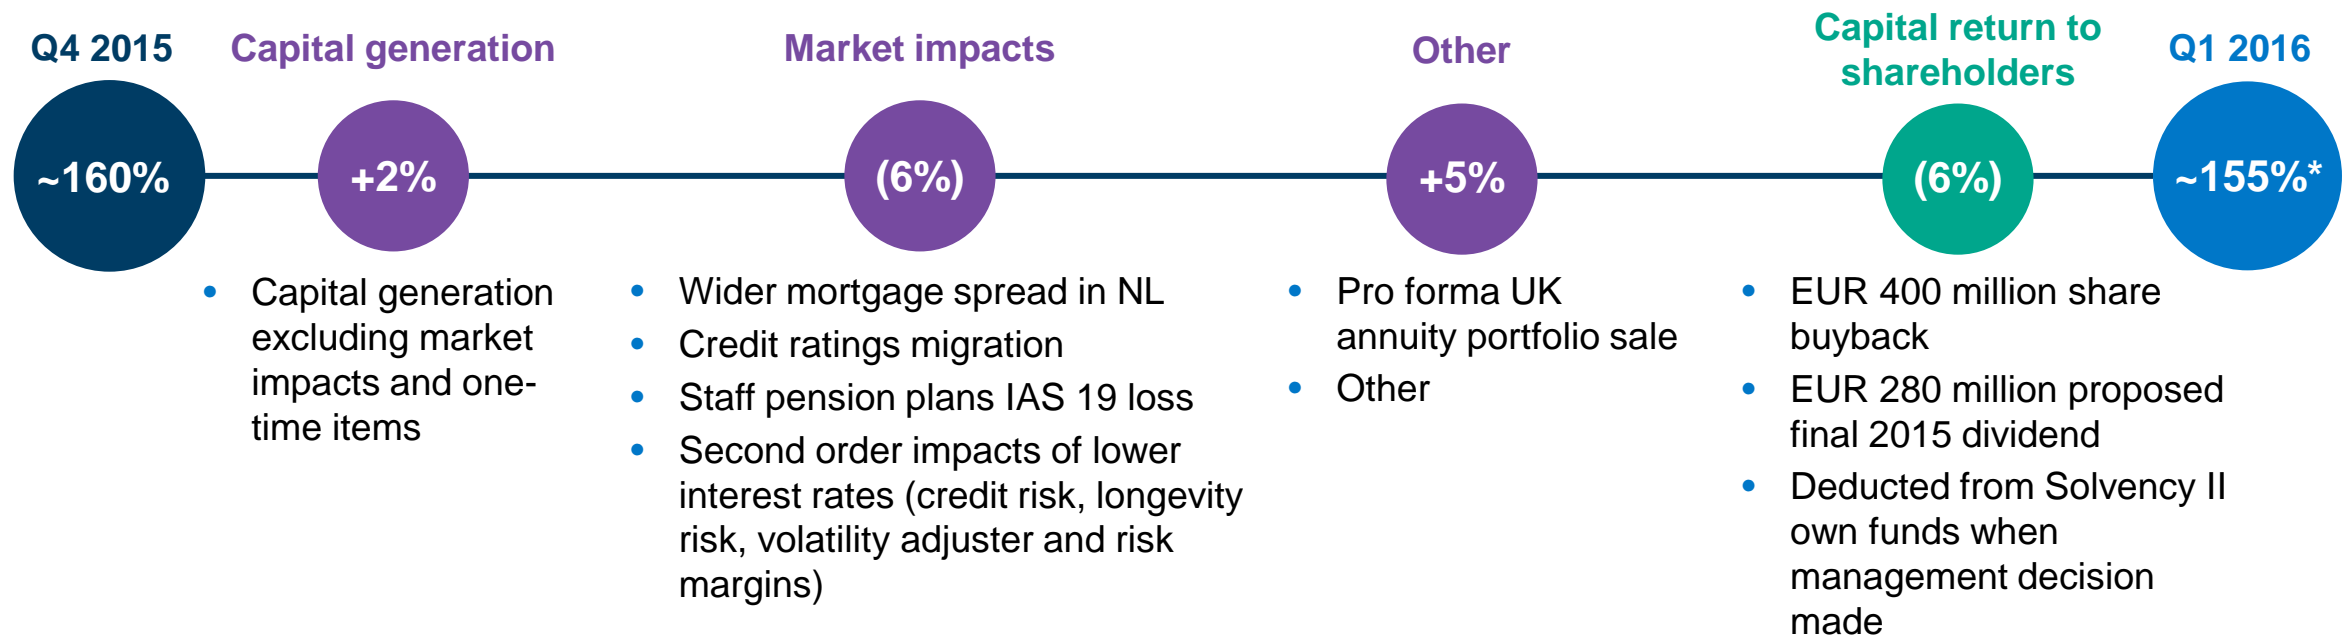 Q4 2015
Capital generation
Market impacts
Other
Capital return to
shareholders
Q1 2016
~160%
+2%
(6%)
+5%
(6%)
~155%*
• Capital generation
excluding market
impacts and one-
time items
• Wider mortgage spread in NL
• Credit ratings migration
• Staff pension plans IAS 19 loss
• Second order impacts of lower
interest rates (credit risk, longevity
risk, volatility adjuster and risk
margins)
• Pro forma UK
annuity portfolio sale
• Other
• EUR 400 million share
buyback
• EUR 280 million proposed
final 2015 dividend
• Deducted from Solvency II
own funds when
management decision
made